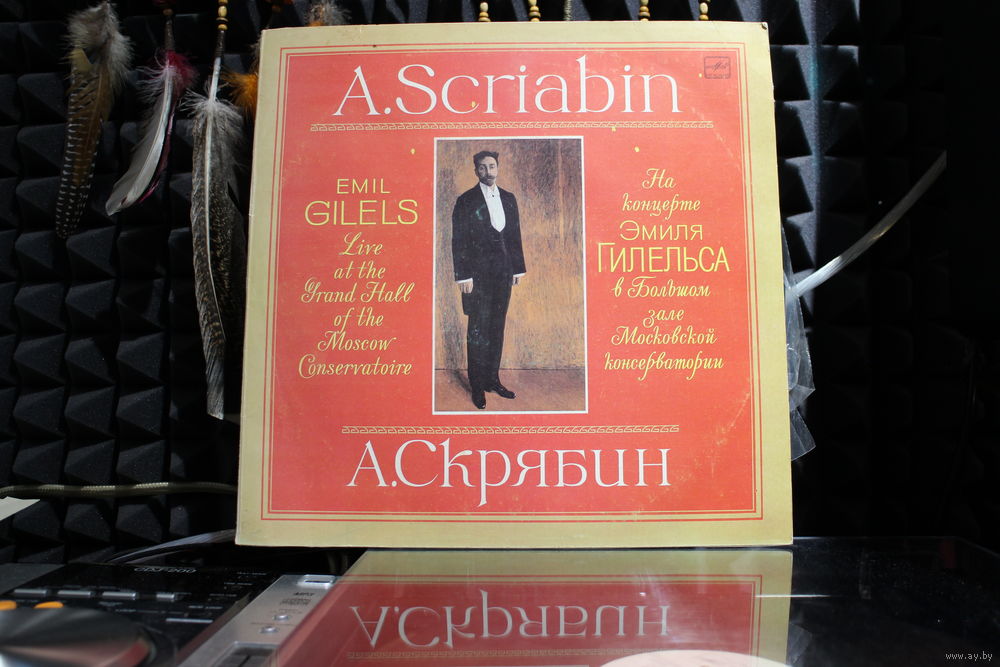 A.Scriabin
EMIL
GILELS
Live
at the
Grand Hall
of the
Moscow
Conservatoire
На
концерте
ЭМИЛЯ
ГИЛЕЛЬСА
в Большом
зале
Московской
консерватории
А.Скрябин
www.ay.by